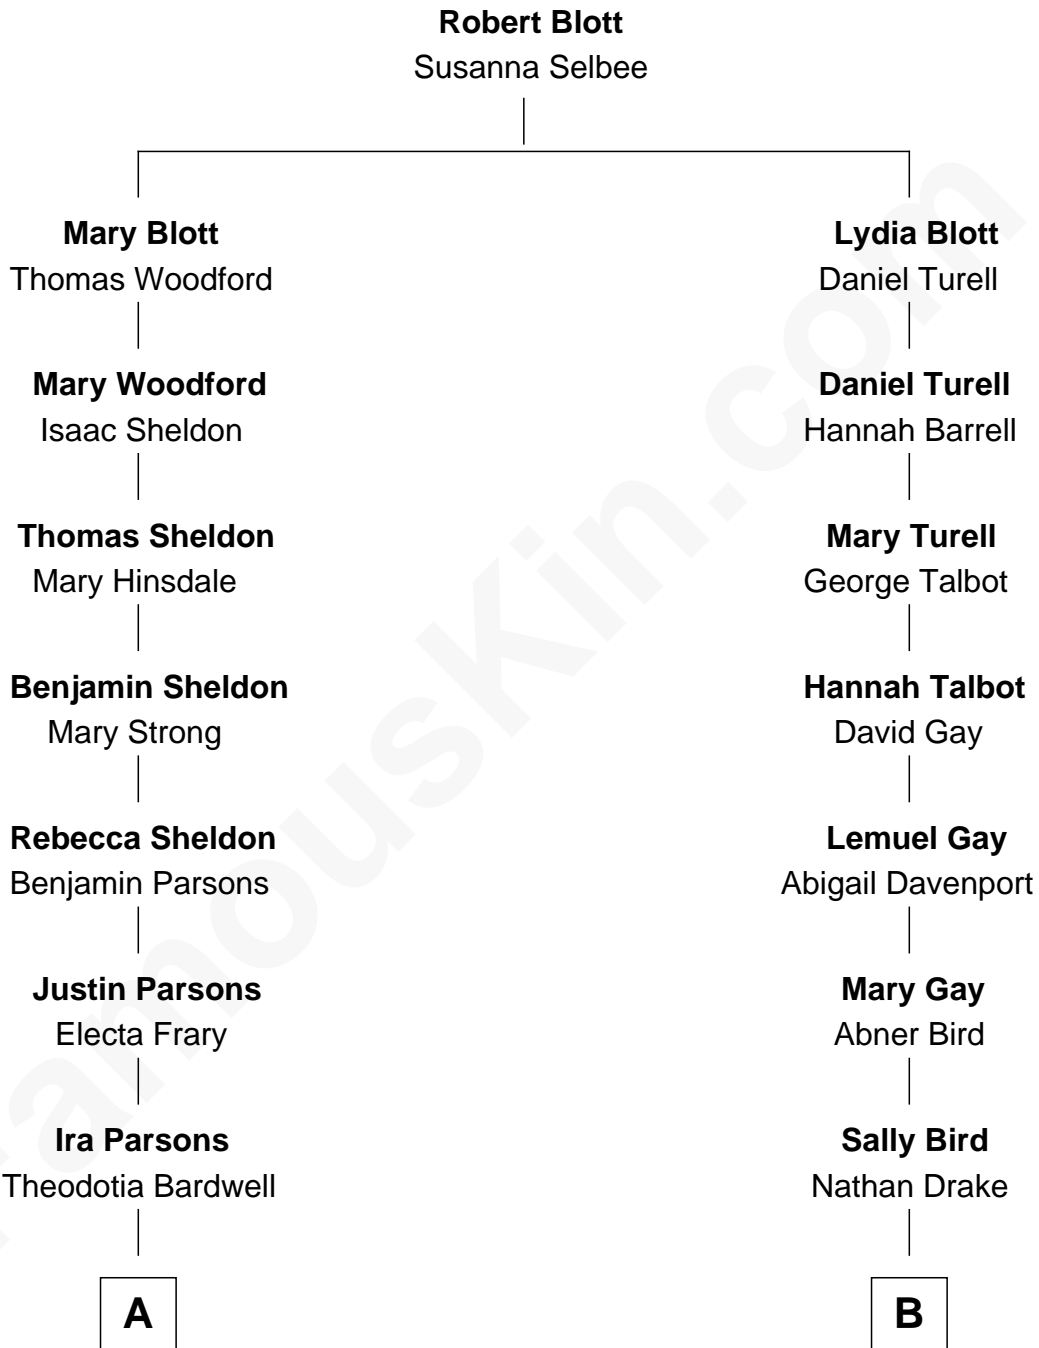 Robert Blott
Susanna Selbee
Mary Blott
Thomas Woodford
Mary Woodford
Isaac Sheldon
Thomas Sheldon
Mary Hinsdale
Benjamin Sheldon
Mary Strong
Rebecca Sheldon
Benjamin Parsons
Justin Parsons
Electa Frary
Ira Parsons
Theodotia Bardwell
A
Lydia Blott
Daniel Turell
Daniel Turell
Hannah Barrell
Mary Turell
George Talbot
Hannah Talbot
David Gay
Lemuel Gay
Abigail Davenport
Mary Gay
Abner Bird
Sally Bird
Nathan Drake
B
FamousKin.com